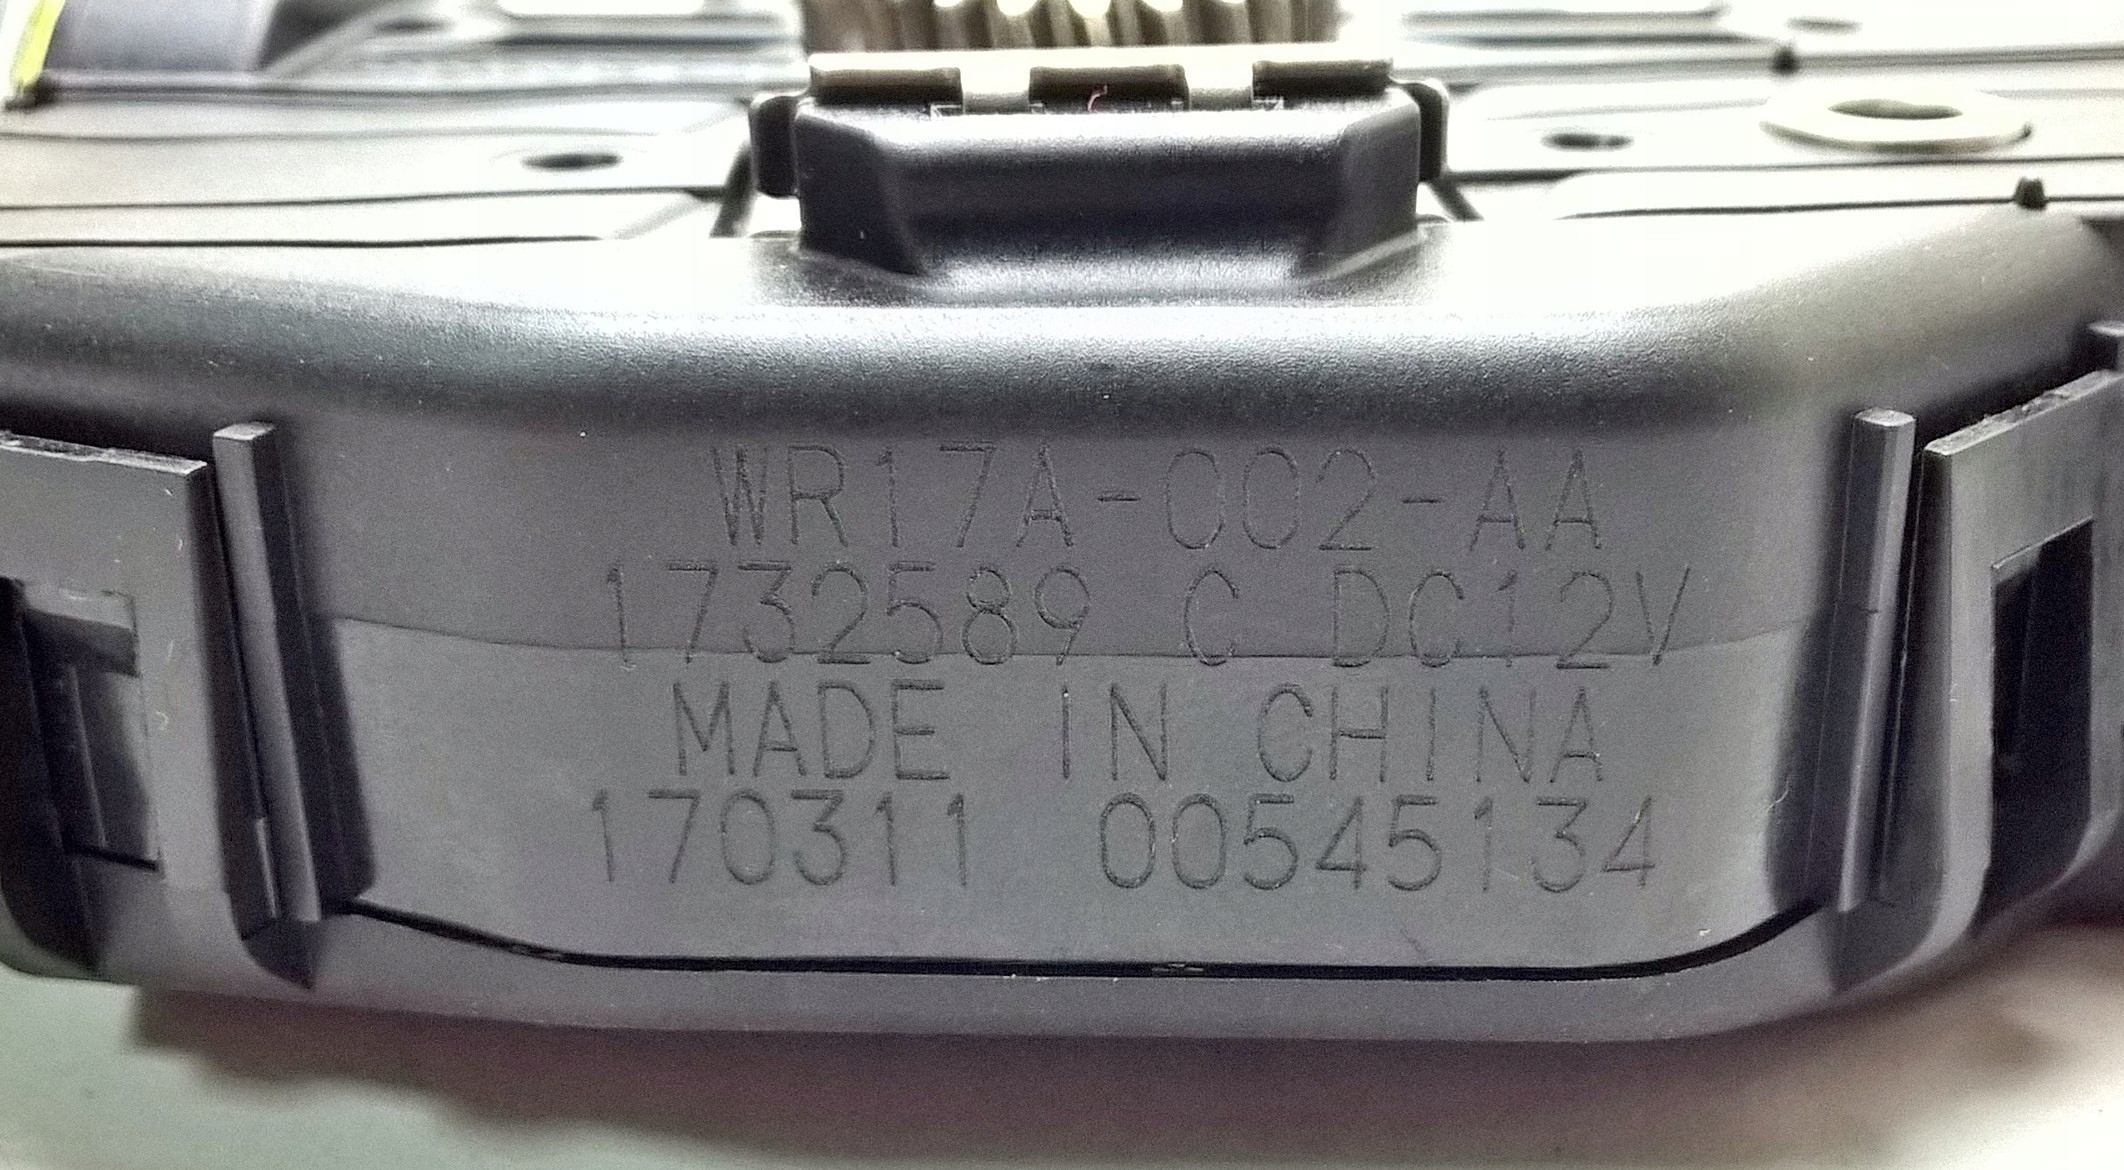 WR17A-002-AA
1732589 C DC12V
MADE IN CHINA
170311 00545134